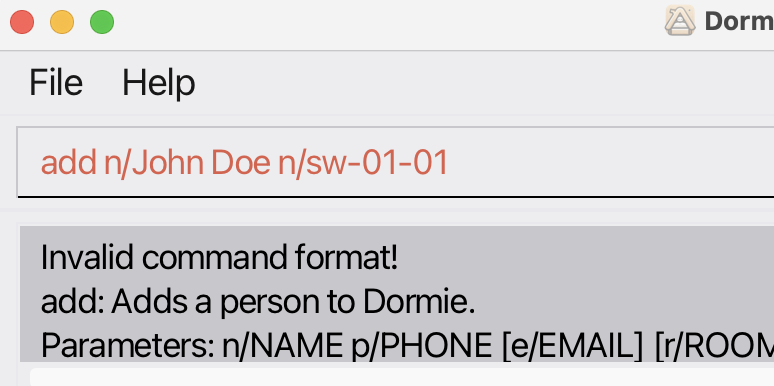 Dorm
File Help
add n/John Doe n/sw-01-01
Invalid command format!
add: Adds a person to Dormie.
Parameters: n/NAME p/PHONE [e/EMAIL] [r/ROOM